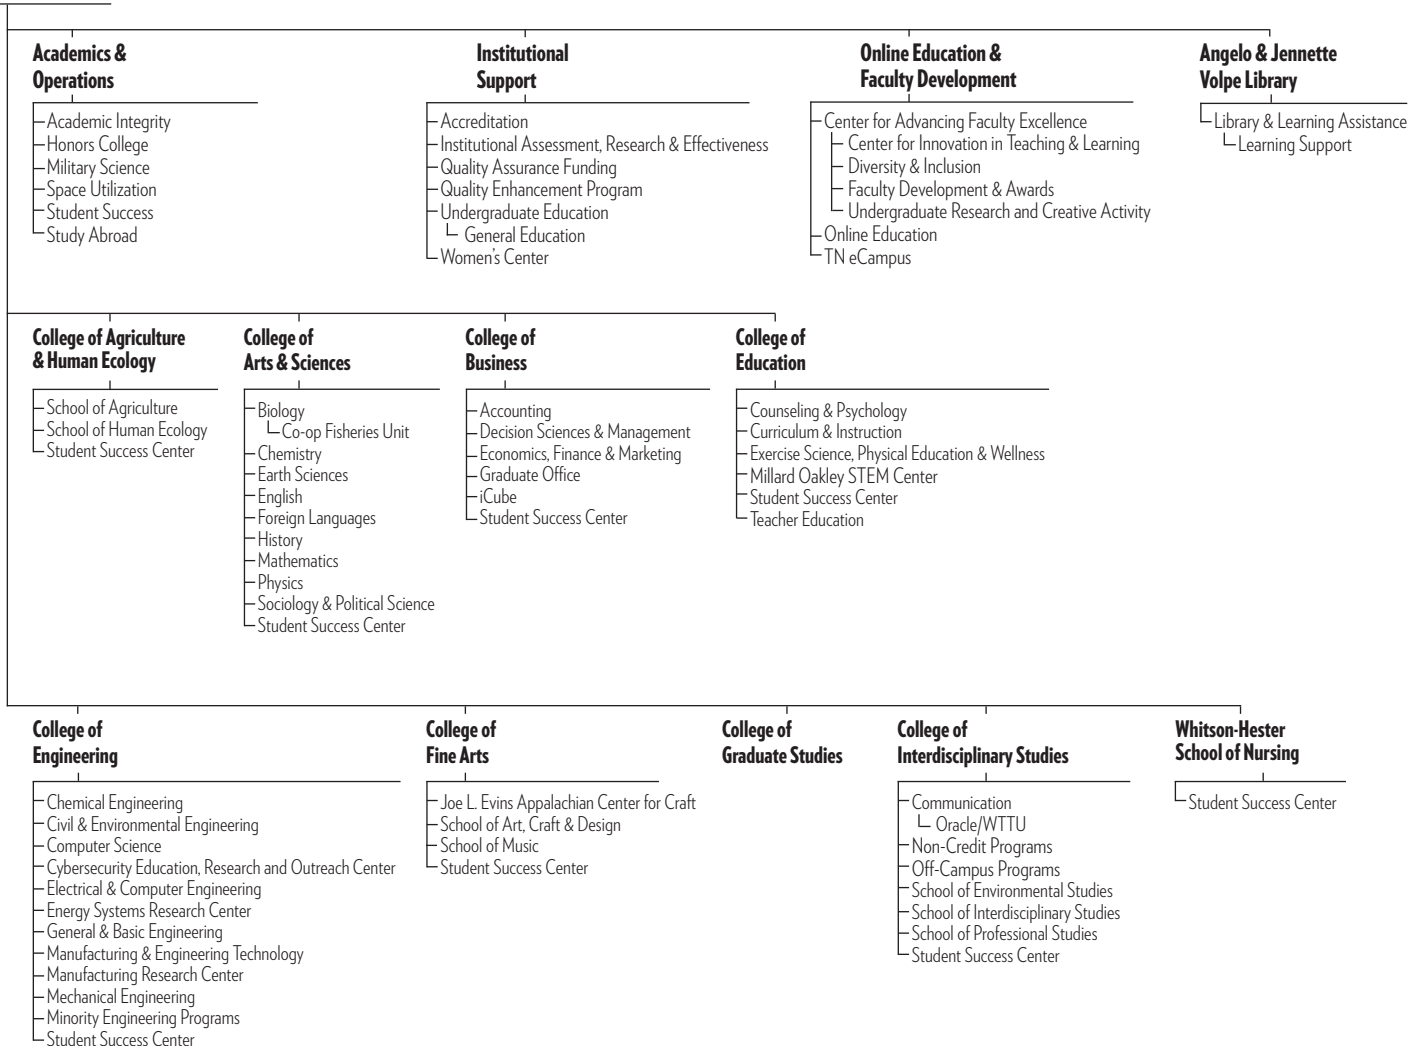 Academics &
Operations
Academic Integrity
Honors College
Military Science
Space Utilization
Student Success
Study Abroad
Institutional
Support
Accreditation
Institutional Assessment, Research & Effectiveness
Quality Assurance Funding
Quality Enhancement Program
Undergraduate Education
General Education
Women's Center
Online Education &
Faculty Development
Center for Advancing Faculty Excellence
Center for Innovation in Teaching & Learning
Diversity & Inclusion
Faculty Development & Awards
Undergraduate Research and Creative Activity
Online Education
TN eCampus
Angelo & Jennette
Volpe Library
Library & Learning Assistance
Learning Support
College of Agriculture
& Human Ecology
School of Agriculture
School of Human Ecology
Student Success Center
College of
Arts & Sciences
Biology
Co-op Fisheries Unit
Chemistry
Earth Sciences
English
Foreign Languages
History
Mathematics
Physics
Sociology & Political Science
Student Success Center
College of
Business
Accounting
Decision Sciences & Management
Economics, Finance & Marketing
Graduate Office
iCube
Student Success Center
College of
Education
Counseling & Psychology
Curriculum & Instruction
Exercise Science, Physical Education & Wellness
Millard Oakley STEM Center
Student Success Center
Teacher Education
College of
Engineering
Chemical Engineering
Civil & Environmental Engineering
Computer Science
Cybersecurity Education, Research and Outreach Center
Electrical & Computer Engineering
Energy Systems Research Center
General & Basic Engineering
Manufacturing & Engineering Technology
Manufacturing Research Center
Mechanical Engineering
Minority Engineering Programs
Student Success Center
College of
Fine Arts
Joe L. Evins Appalachian Center for Craft
School of Art, Craft & Design
School of Music
Student Success Center
College of
Graduate Studies
College of
Interdisciplinary Studies
Communication
Oracle/WTTU
Non-Credit Programs
Off-Campus Programs
School of Environmental Studies
School of Interdisciplinary Studies
School of Professional Studies
Student Success Center
Whitson-Hester
School of Nursing
Student Success Center